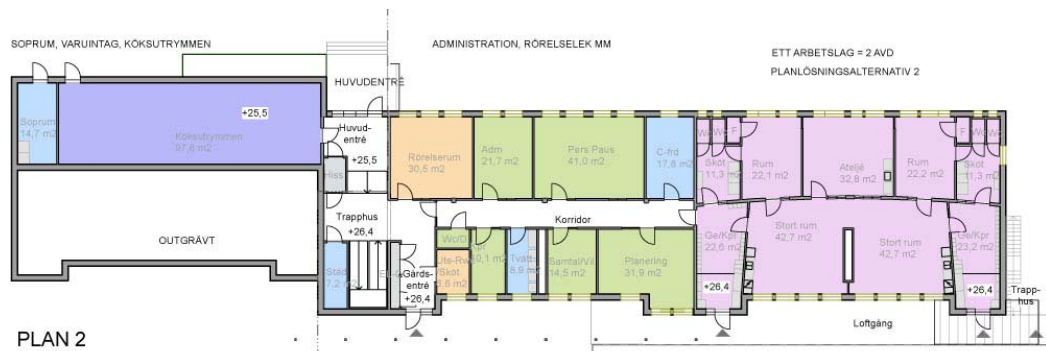 SOPRUM, VARUINTAG, KÖKSUTRYMMEN
ADMINISTRATION, RÖRELSELEK MM
ETT ARBETSLAG = 2 AVD
PLANLÖSNINGSALTERNATIV 2
HUVUDENTRÉ
Soprum
14,7 m2
+25,5
Köksutrymmen
97,6 m2
Huvud-
entré
+25,5
Hiss
Rörelserum
30,5 m2
Adm
21,7 m2
Pers Paus
41,0 m2
C-frd
17,6 m2
F
Sköt
11,3 m2
Rum
22,1 m2
Ateljé
32,8 m2
Rum
22,2 m2
F
Sköt
11,3 m2
OUTGRÄVT
Trapphus
+26,4
Korridor
Städ
7,2 m2
Gårds-
entré
+26,4
Wc/D
Tvätt
8,9 m2
Samtal/Vil
14,5 m2
Planering
31,9 m2
Ge/Kpr
22,6 m2
+26,4
Stort rum
42,7 m2
Stort rum
42,7 m2
Ge/Kpr
23,2 m2
+26,4
Trapp-
hus
Loftgång
PLAN 2